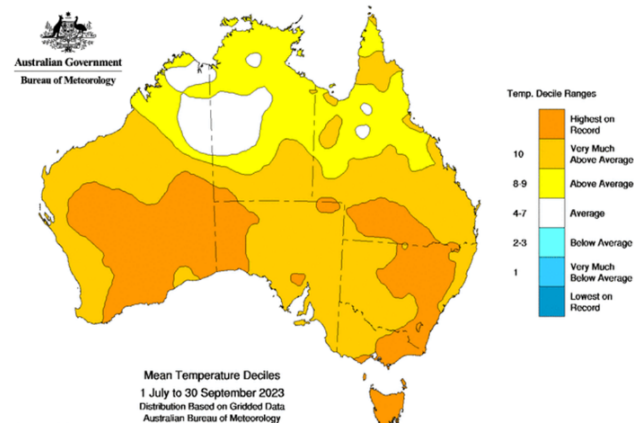 Australian Government
Bureau of Meteorology
Temp. Decile Ranges
Highest on
Record
10
Very Much
Above Average
8-9
Above Average
4-7
Average
2-3
Below Average
1
Very Much
Below Average
Lowest on
Record
Mean Temperature Deciles
1 July to 30 September 2023
Distribution Based on Gridded Data
Australian Bureau of Meteorology